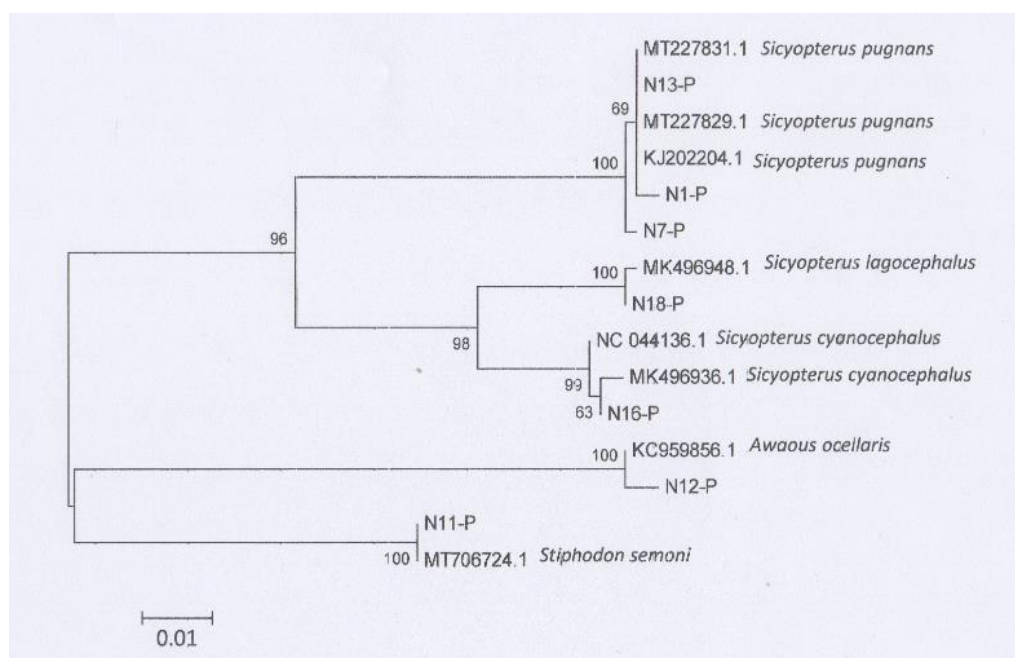 MT227831.1 Sicyopterus pugnans
N13-P
69
MT227829.1 Sicyopterus pugnans
100
KJ202204.1 Sicyopterus pugnans
N1-P
N7-P
96
100
MK496948.1 Sicyopterus lagocephalus
N18-P
98
NC 044136.1 Sicyopterus cyanocephalus
99
MK496936.1 Sicyopterus cyanocephalus
63
N16-P
100
KC959856.1 Awaous ocellaris
N12-P
N11-P
100
MT706724.1 Stiphodon semoni
0.01